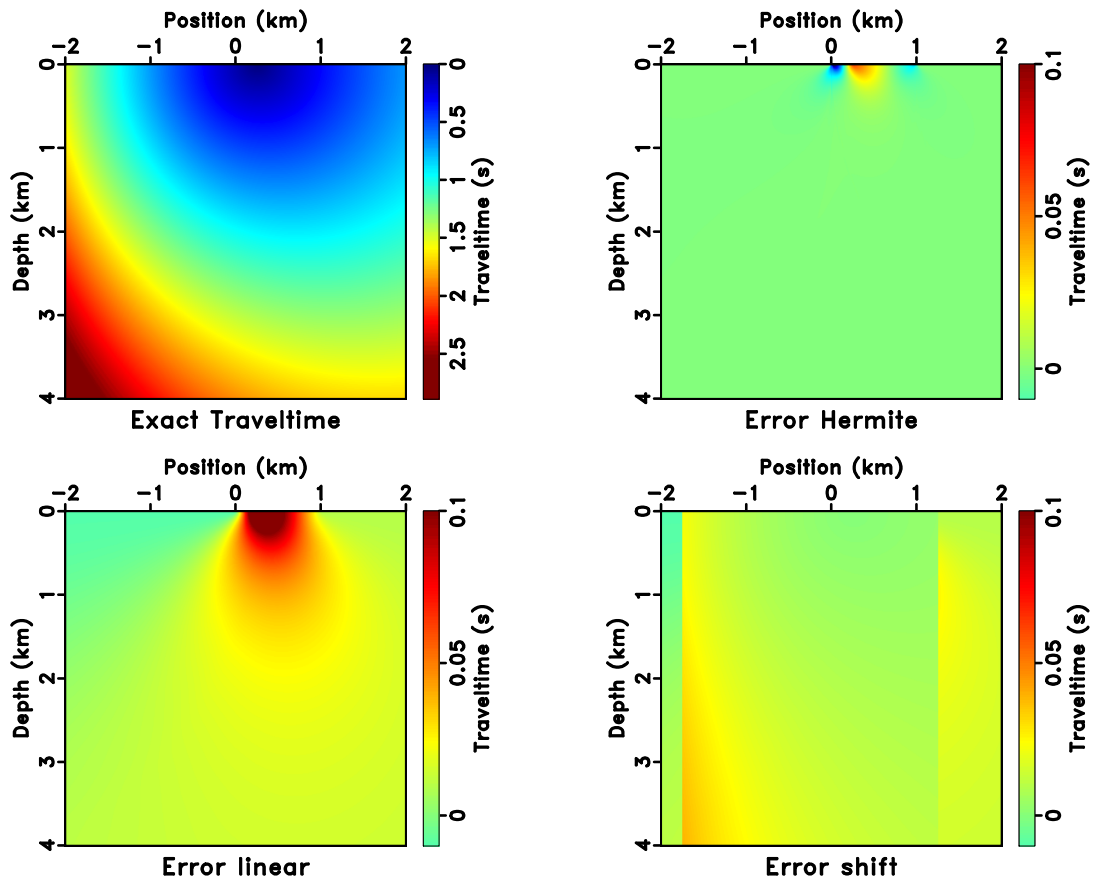 Position (km)
-2 -1 0 1 2
0 1 2 3 4
Depth (km)
0 0.5 1 1.5 2 2.5
Traveltime (s)
Exact Traveltime
Position (km)
-2 -1 0 1 2
0 1 2 3 4
Depth (km)
0.1 0.05 0
Traveltime (s)
Error Hermite
Position (km)
-2 -1 0 1 2
0 1 2 3 4
Depth (km)
0.1 0.05 0
Traveltime (s)
Error linear
Position (km)
-2 -1 0 1 2
0 1 2 3 4
Depth (km)
0.1 0.05 0
Traveltime (s)
Error shift